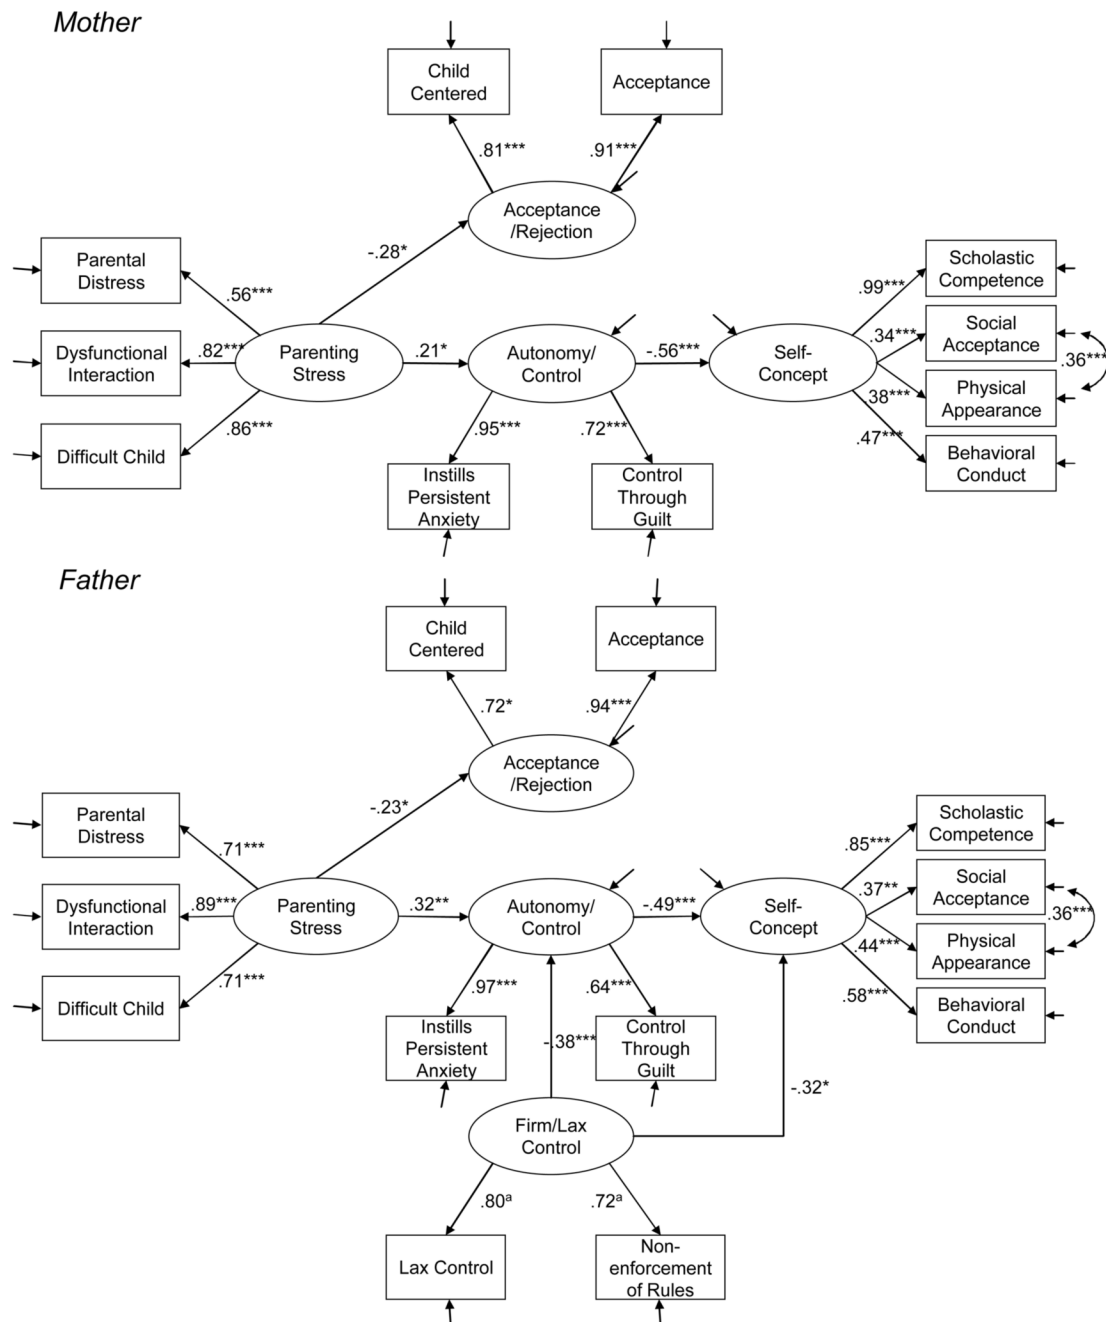 Mother
Child
Centered
Acceptance
.81***
.91***
Acceptance
/Rejection
-.28*
Parental
Distress
.56***
Dysfunctional
Interaction
.82***
Parenting
Stress
.21*
Autonomy/
Control
-.56***
Self-
Concept
.99***
Scholastic
Competence
.34***
Social
Acceptance
.36***
.38***
Physical
Appearance
.47***
Behavioral
Conduct
.86***
Difficult Child
.95***
.72***
Instills
Persistent
Anxiety
Control
Through
Guilt
Father
Child
Centered
Acceptance
.72*
.94***
Acceptance
/Rejection
-.23*
Parental
Distress
.71***
Dysfunctional
Interaction
.89***
Parenting
Stress
.32**
Autonomy/
Control
-.49***
Self-
Concept
.85***
Scholastic
Competence
.37**
Social
Acceptance
.36***
.44***
Physical
Appearance
.58***
Behavioral
Conduct
.71***
Difficult Child
.97***
.64***
Instills
Persistent
Anxiety
-.38***
Control
Through
Guilt
-.32*
Firm/Lax
Control
.80a
.72a
Lax Control
Non-
enforcement
of Rules